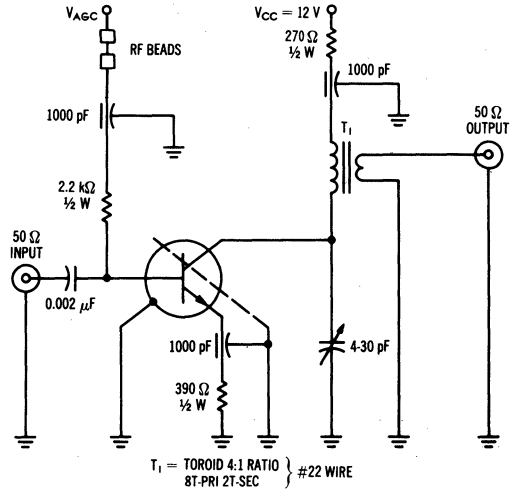 V_AGC
RF BEADS
1000 pF
2.2 kΩ
½ W
50 Ω
INPUT
0.002 µF
V_CC = 12 V
270 Ω
½ W
1000 pF
T₁
50 Ω
OUTPUT
1000 pF
390 Ω
½ W
4-30 pF
T₁ = TOROID 4:1 RATIO
8T-PRI 2T-SEC
} #22 WIRE